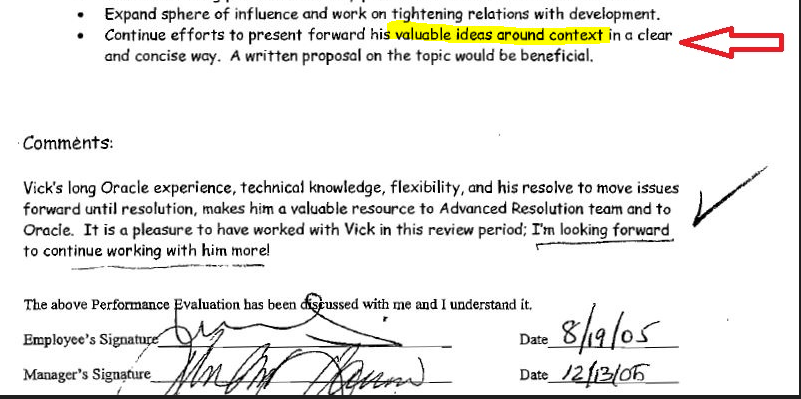 • Expand sphere of influence and work on tightening relations with development.
• Continue efforts to present forward his valuable ideas around context in a clear
and concise way. A written proposal on the topic would be beneficial.
Comments:
Vick's long Oracle experience, technical knowledge, flexibility, and his resolve to move issues
forward until resolution, makes him a valuable resource to Advanced Resolution team and to
Oracle. It is a pleasure to have worked with Vick in this review period; I'm looking forward
to continue working with him more!
The above Performance Evaluation has been discussed with me and I understand it.
Employee's Signature Date 8/19/05
Manager's Signature Date 12/13/05